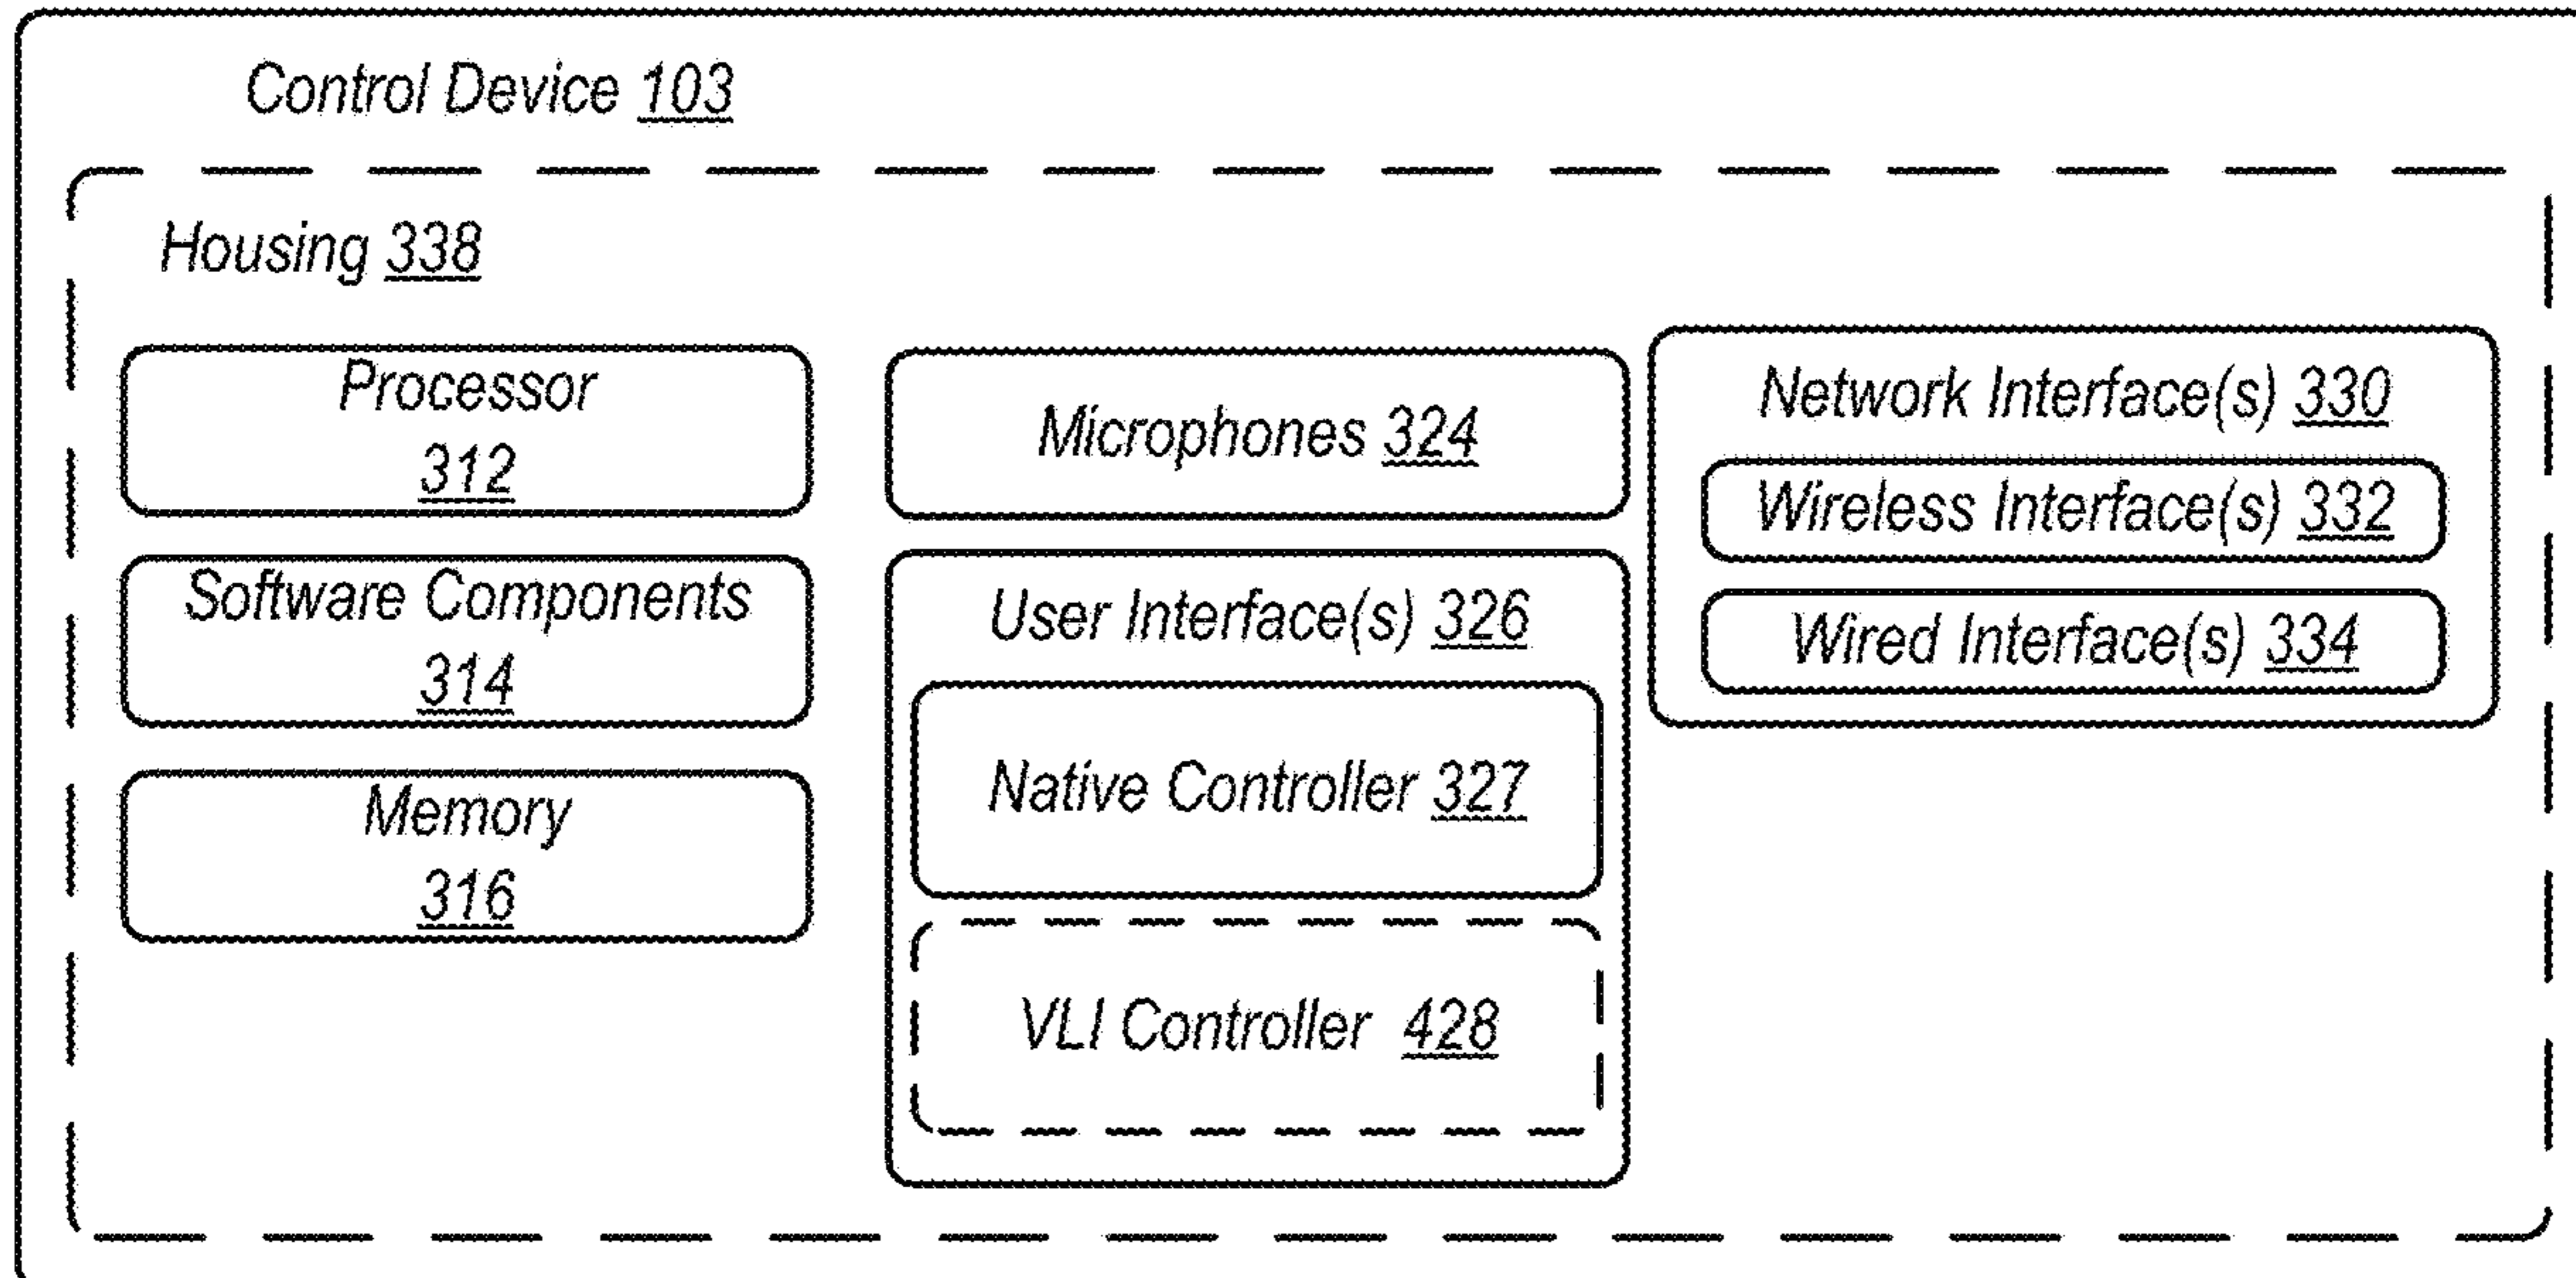 Control Device 103
Housing 338
Processor
312
Software Components
314
Memory
316
Microphones 324
User Interface(s) 326
Native Controller 327
VLI Controller 428
Network Interface(s) 330
Wireless Interface(s) 332
Wired Interface(s) 334